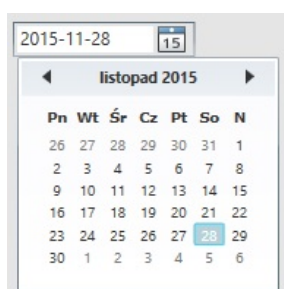 2015-11-28 15
listopad 2015
Pn Wt Śr Cz Pt So N
26 27 28 29 30 31 1
2 3 4 5 6 7 8
9 10 11 12 13 14 15
16 17 18 19 20 21 22
23 24 25 26 27 28 29
30 1 2 3 4 5 6